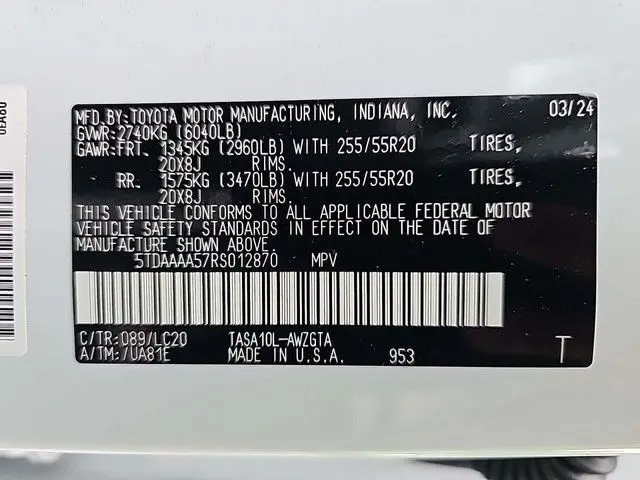 MFD.BY:TOYOTA MOTOR MANUFACTURING, INDIANA, INC. 03/24
GVWR:2740KG (6040LB)
GAWR:FRT. 1345KG (2960LB) WITH 255/55R20 TIRES,
20X8J RIMS.
RR. 1575KG (3470LB) WITH 255/55R20 TIRES,
20X8J RIMS.
THIS VEHICLE CONFORMS TO ALL APPLICABLE FEDERAL MOTOR
VEHICLE SAFETY STANDARDS IN EFFECT ON THE DATE OF
MANUFACTURE SHOWN ABOVE.
5TDAAAA57RS012870 MPV
C/TR:089/LC20 TASA10L-AWZGTA
A/TM:/UA81E MADE IN U.S.A. 953 T
0EA60